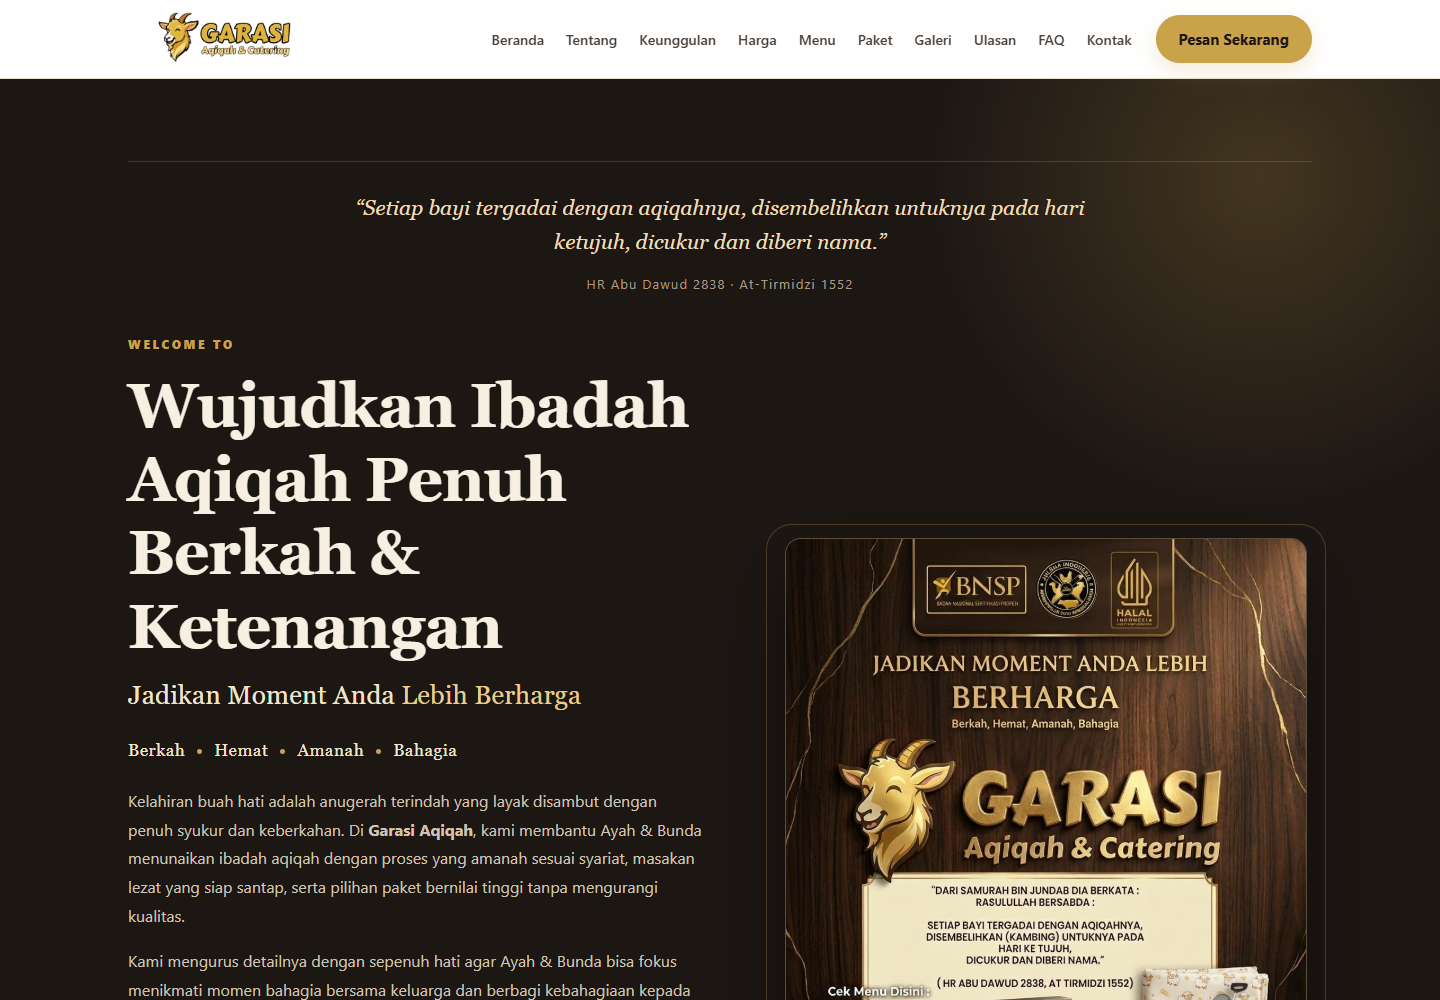 GARASI
Aqiqah & Catering
Beranda Tentang Keunggulan Harga Menu Paket Galeri Ulasan FAQ Kontak Pesan Sekarang
“Setiap bayi tergadai dengan aqiqahnya, disembelihkan untuknya pada hari
ketujuh, dicukur dan diberi nama.”
HR Abu Dawud 2838 · At-Tirmidzi 1552
WELCOME TO
Wujudkan Ibadah
Aqiqah Penuh
Berkah &
Ketenangan
Jadikan Moment Anda Lebih Berharga
Berkah • Hemat • Amanah • Bahagia
Kelahiran buah hati adalah anugerah terindah yang layak disambut dengan
penuh syukur dan keberkahan. Di Garasi Aqiqah, kami membantu Ayah & Bunda
menunaikan ibadah aqiqah dengan proses yang amanah sesuai syariat, masakan
lezat yang siap santap, serta pilihan paket bernilai tinggi tanpa mengurangi
kualitas.
Kami mengurus detailnya dengan sepenuh hati agar Ayah & Bunda bisa fokus
menikmati momen bahagia bersama keluarga dan berbagi kebahagiaan kepada
BNSP
HALAL
INDONESIA
JADIKAN MOMENT ANDA LEBIH
BERHARGA
Berkah, Hemat, Amanah, Bahagia
GARASI
Aqiqah & Catering
“DARI SAMURAH BIN JUNDAB DIA BERKATA :
RASULULLAH BERSABDA :
SETIAP BAYI TERGADAI DENGAN AQIQAHNYA,
DISEMBELIHKAN (KAMBING) UNTUKNYA PADA
HARI KE TUJUH,
DICUKUR DAN DIBERI NAMA.”
( HR ABU DAWUD 2838, AT TIRMIDZI 1552)
Cek Menu Disini :